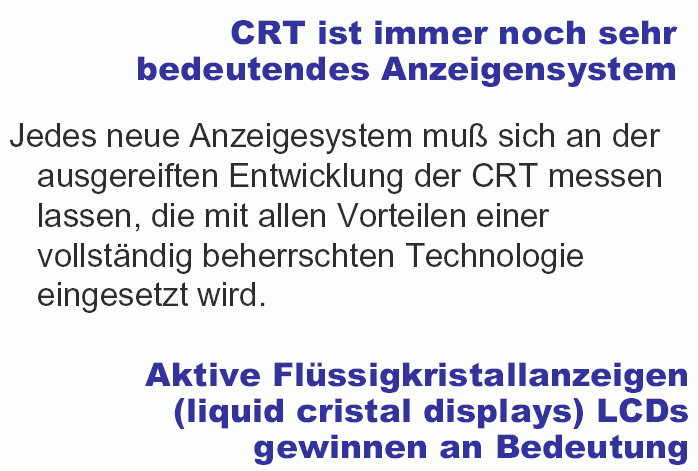 CRT ist immer noch sehr
bedeutendes Anzeigensystem
Jedes neue Anzeigesystem muß sich an der
ausgereiften Entwicklung der CRT messen
lassen, die mit allen Vorteilen einer
vollständig beherrschten Technologie
eingesetzt wird.
Aktive Flüssigkristallanzeigen
(liquid cristal displays) LCDs
gewinnen an Bedeutung